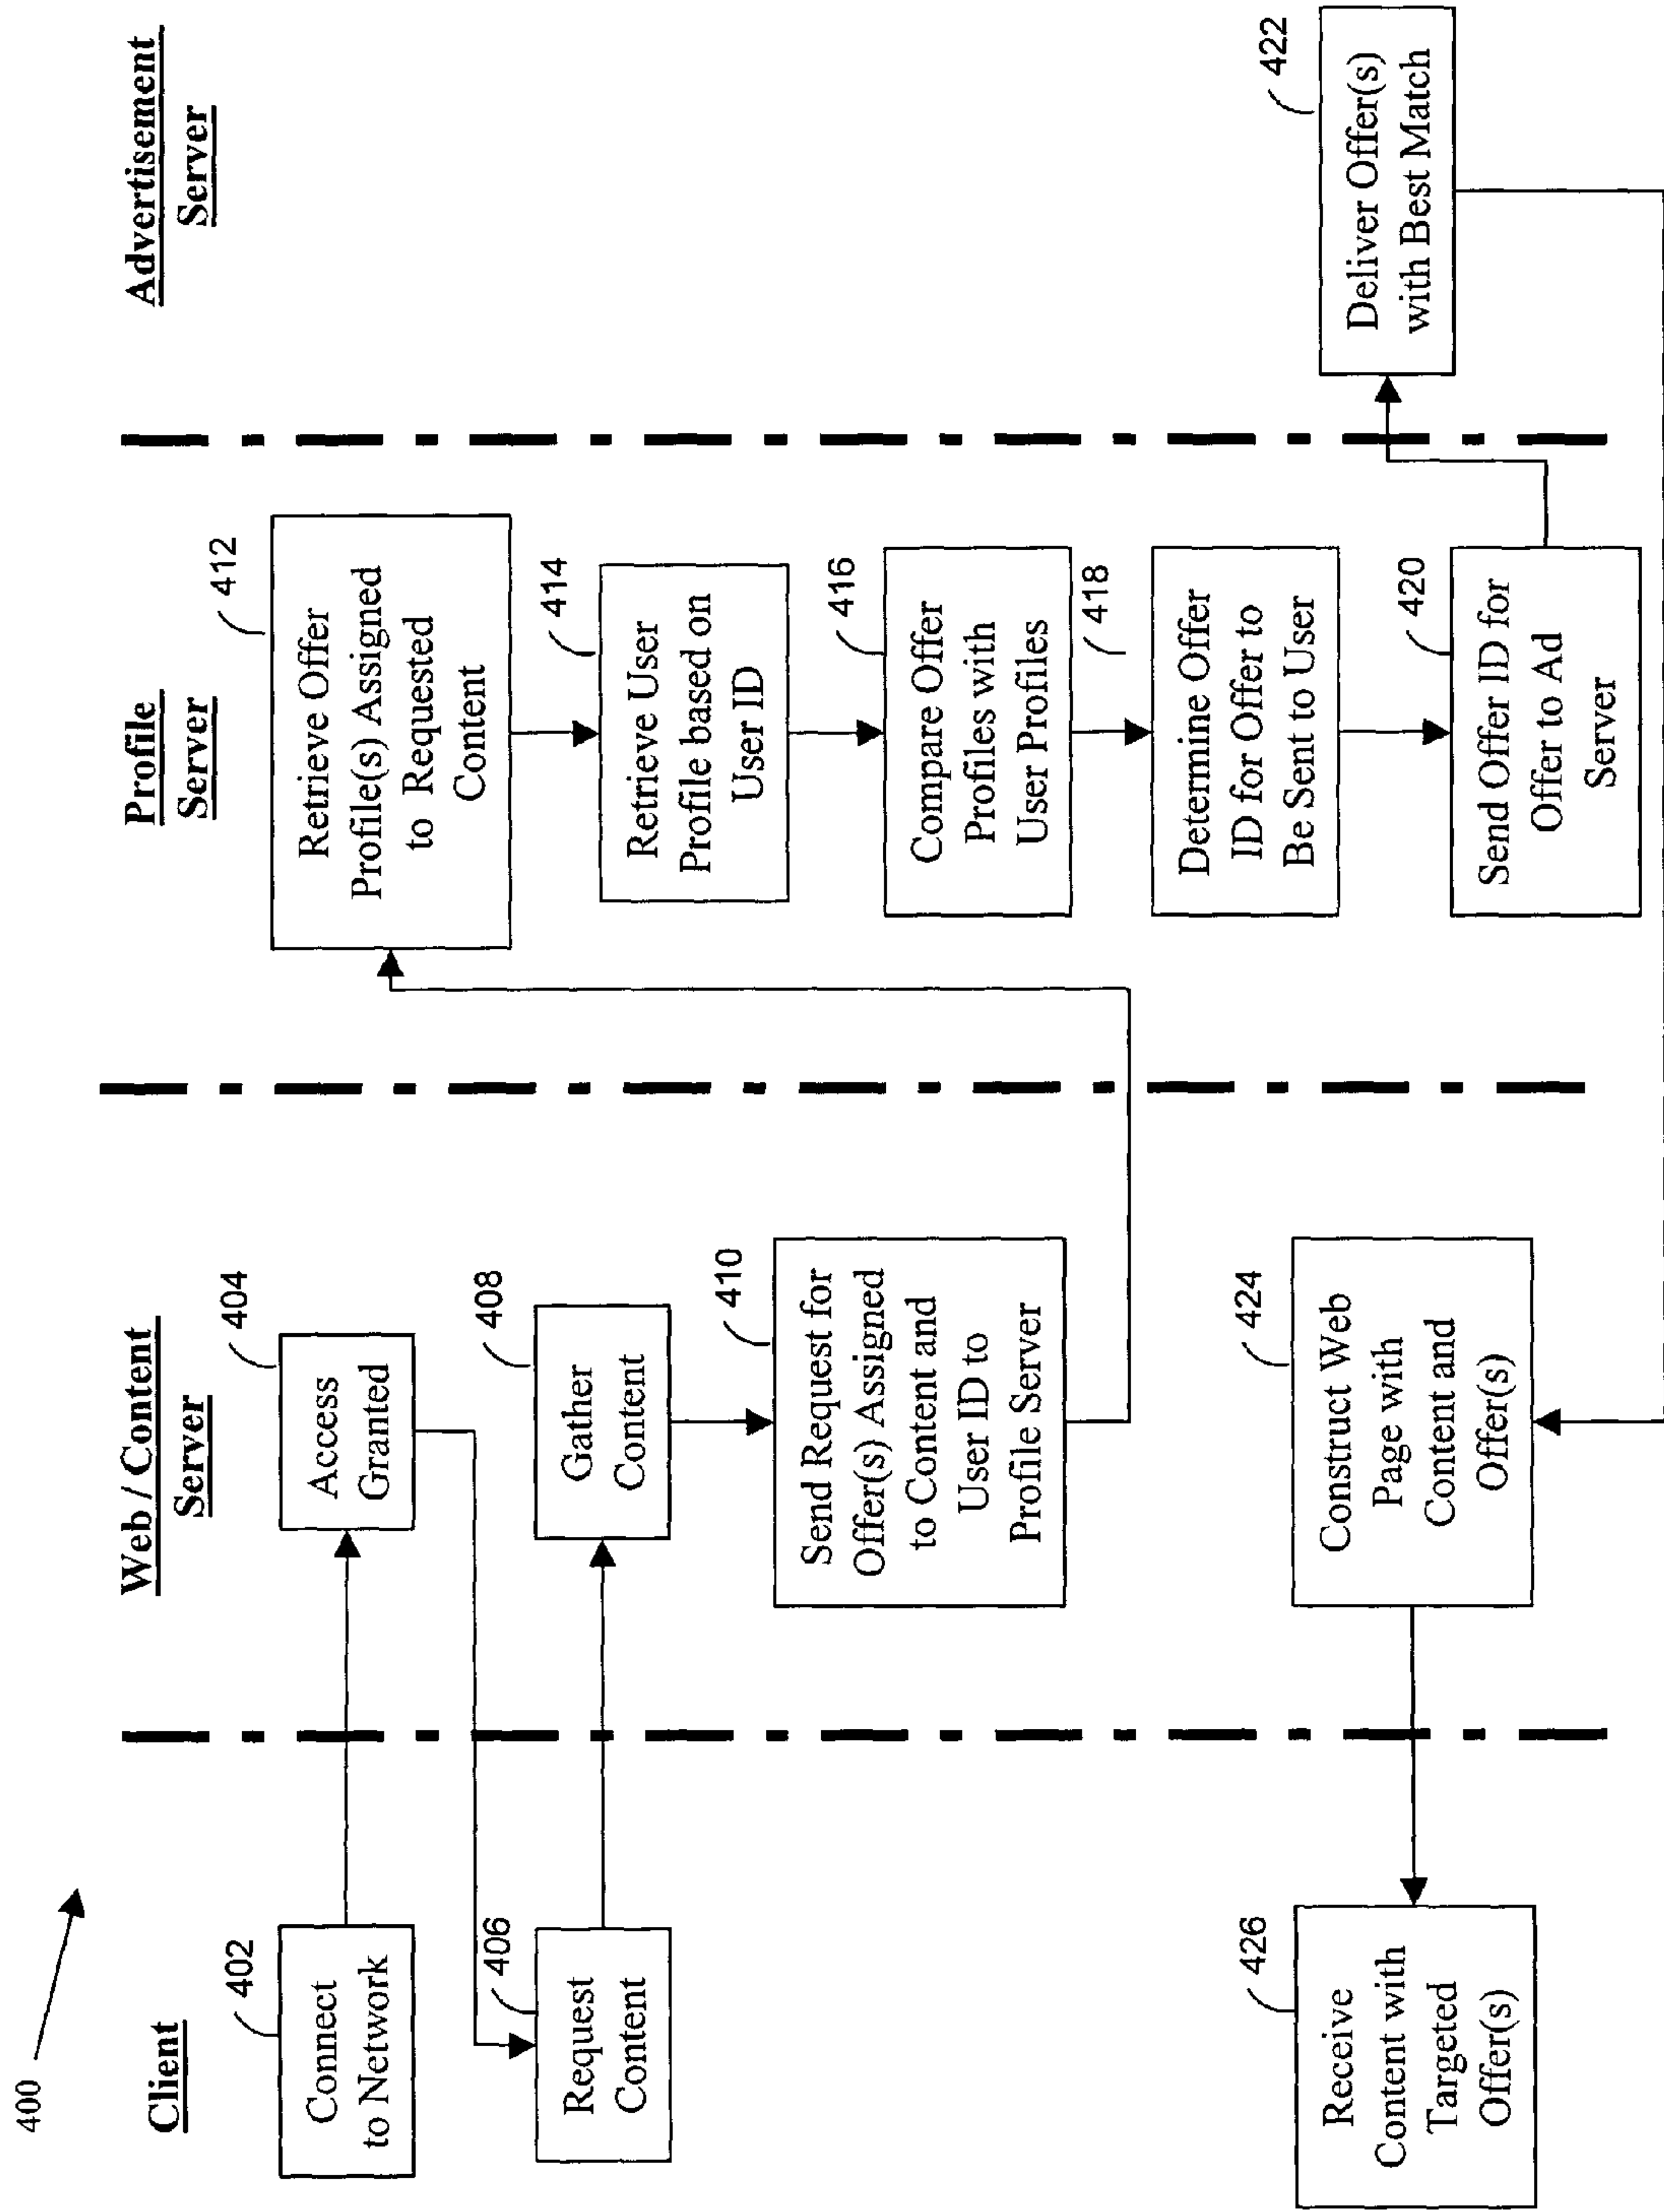 400
Client
Web / Content
Server
Profile
Server
Advertisement
Server
402
Connect
to Network
404
Access
Granted
406
Request
Content
408
Gather
Content
410
Send Request for
Offer(s) Assigned
to Content and
User ID to
Profile Server
412
Retrieve Offer
Profile(s) Assigned
to Requested
Content
414
Retrieve User
Profile based on
User ID
416
Compare Offer
Profiles with
User Profiles
418
Determine Offer
ID for Offer to
Be Sent to User
420
Send Offer ID for
Offer to Ad
Server
422
Deliver Offer(s)
with Best Match
424
Construct Web
Page with
Content and
Offer(s)
426
Receive
Content with
Targeted
Offer(s)